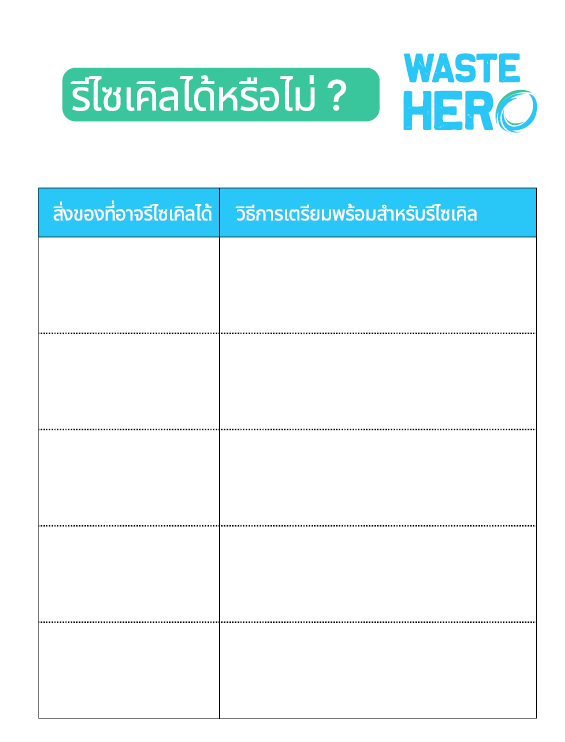 รีไซเคิลได้หรือไม่ ?
WASTE
HERO
สิ่งของที่อาจรีไซเคิลได้
วิธีการเตรียมพร้อมสำหรับรีไซเคิล